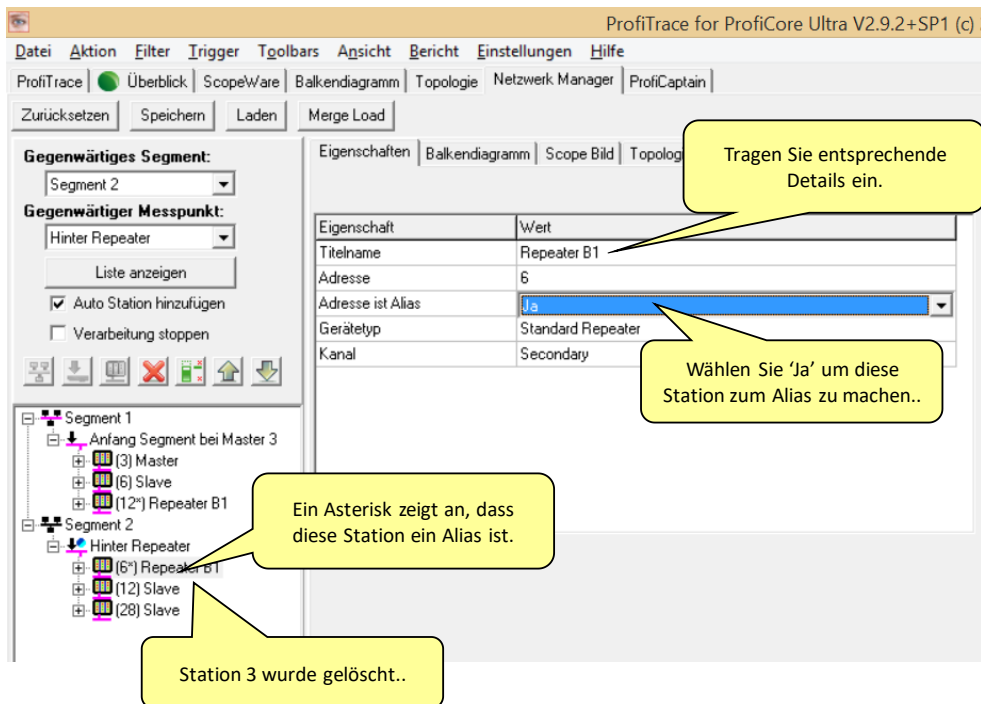 ProfiTrace for ProfiCore Ultra V2.9.2+SP1 (c)
Datei Aktion Filter Trigger Toolbars Ansicht Bericht Einstellungen Hilfe
ProfiTrace Überblick ScopeWare Balkendiagramm Topologie Netzwerk Manager ProfiCaptain
Zurücksetzen Speichern Laden Merge Load
Gegenwärtiges Segment:
Segment 2
Gegenwärtiger Messpunkt:
Hinter Repeater
Liste anzeigen
Auto Station hinzufügen
Verarbeitung stoppen
Segment 1
Anfang Segment bei Master 3
(3) Master
(6) Slave
(12*) Repeater B1
Segment 2
Hinter Repeater
(6*) Repeater B1
(12) Slave
(28) Slave
Eigenschaften Balkendiagramm Scope Bild Topolog
Eigenschaft Wert
Titelname Repeater B1
Adresse 6
Adresse ist Alias Ja
Gerätetyp Standard Repeater
Kanal Secondary
Tragen Sie entsprechende
Details ein.
Wählen Sie ‘Ja’ um diese
Station zum Alias zu machen..
Ein Asterisk zeigt an, dass
diese Station ein Alias ist.
Station 3 wurde gelöscht..